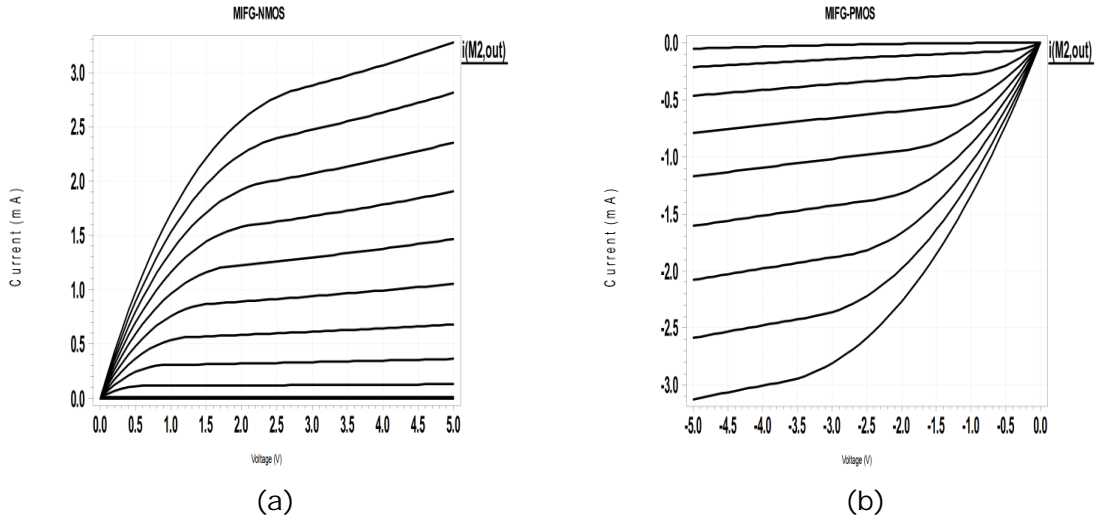 MIFG-NMOS
i(M2,out)
3.0
2.5
2.0
1.5
1.0
0.5
0.0
Current (mA)
0.0 0.5 1.0 1.5 2.0 2.5 3.0 3.5 4.0 4.5 5.0
Voltage (V)
(a)
MIFG-PMOS
i(M2,out)
0.0
-0.5
-1.0
-1.5
-2.0
-2.5
-3.0
Current (mA)
-5.0 -4.5 -4.0 -3.5 -3.0 -2.5 -2.0 -1.5 -1.0 -0.5 0.0
Voltage (V)
(b)